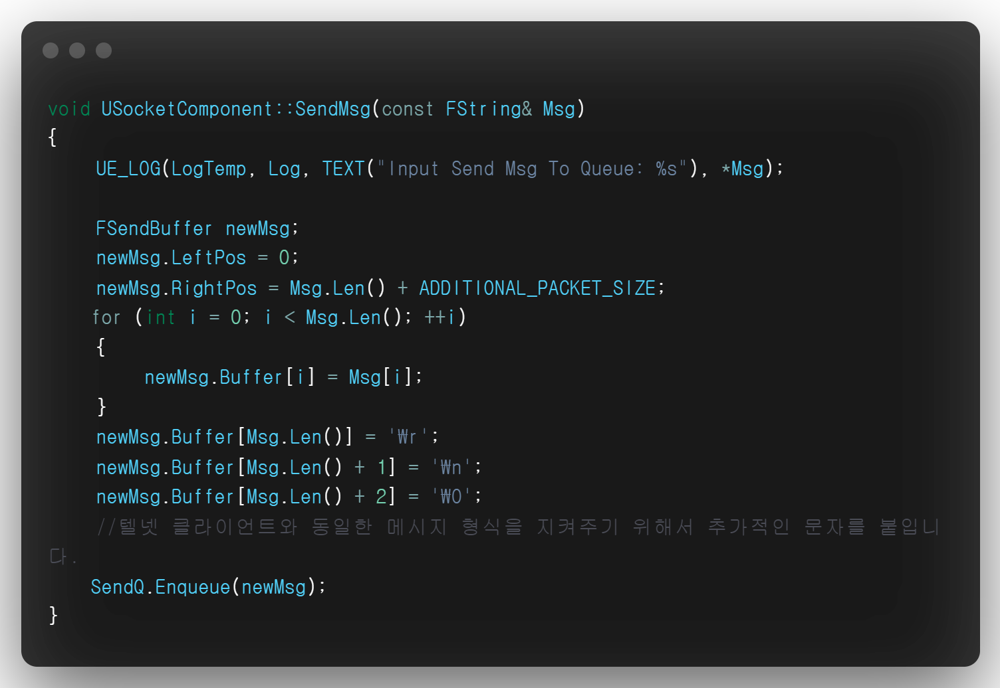 void USocketComponent::SendMsg(const FString& Msg)
{
UE_LOG(LogTemp, Log, TEXT("Input Send Msg To Queue: %s"), *Msg);
FSendBuffer newMsg;
newMsg.LeftPos = 0;
newMsg.RightPos = Msg.Len() + ADDITIONAL_PACKET_SIZE;
for (int i = 0; i < Msg.Len(); ++i)
{
newMsg.Buffer[i] = Msg[i];
}
newMsg.Buffer[Msg.Len()] = '₩r';
newMsg.Buffer[Msg.Len() + 1] = '₩n';
newMsg.Buffer[Msg.Len() + 2] = '₩0';
//텔넷 클라이언트와 동일한 메시지 형식을 지켜주기 위해서 추가적인 문자를 붙입니
다.
SendQ.Enqueue(newMsg);
}